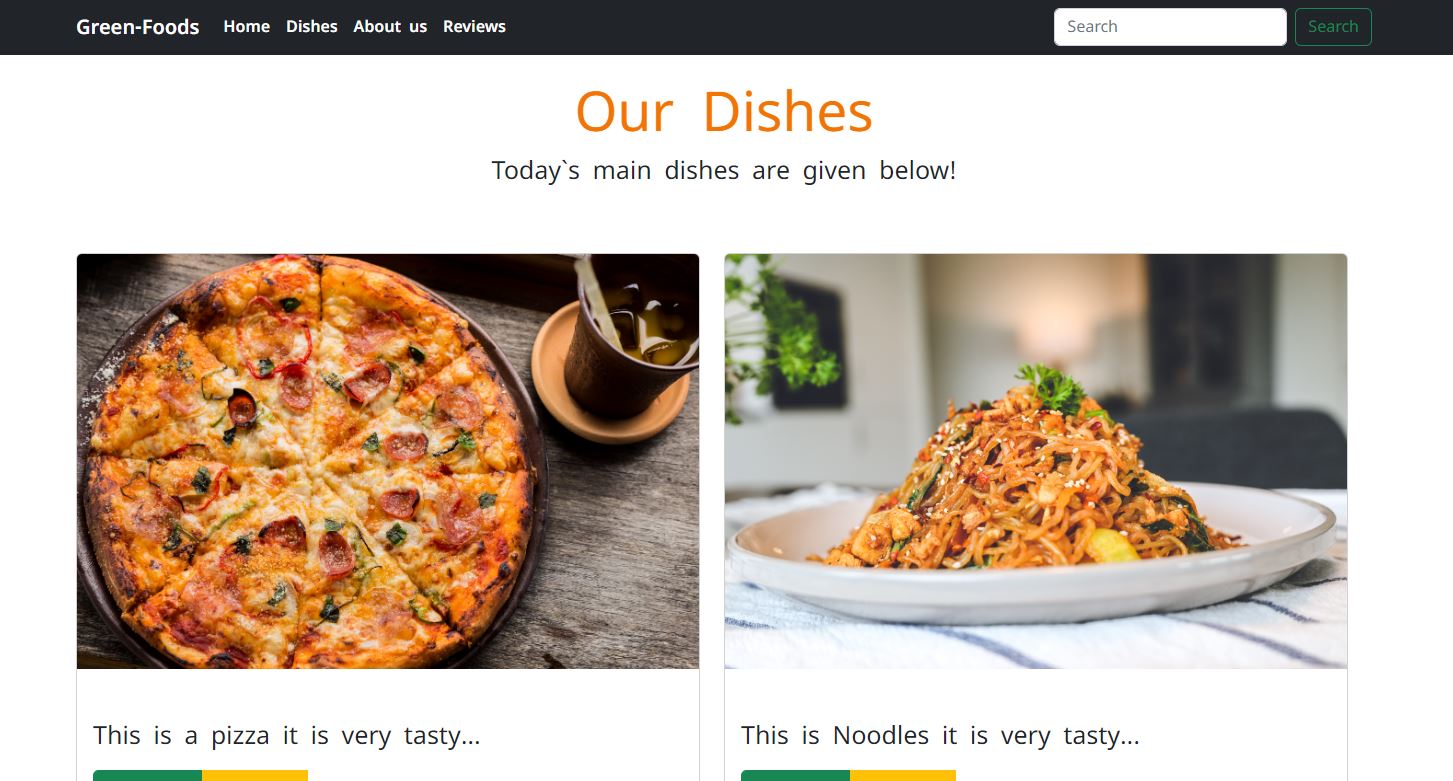 Green-Foods Home Dishes About us Reviews Search Search
Our Dishes
Today`s main dishes are given below!
This is a pizza it is very tasty...
This is Noodles it is very tasty...